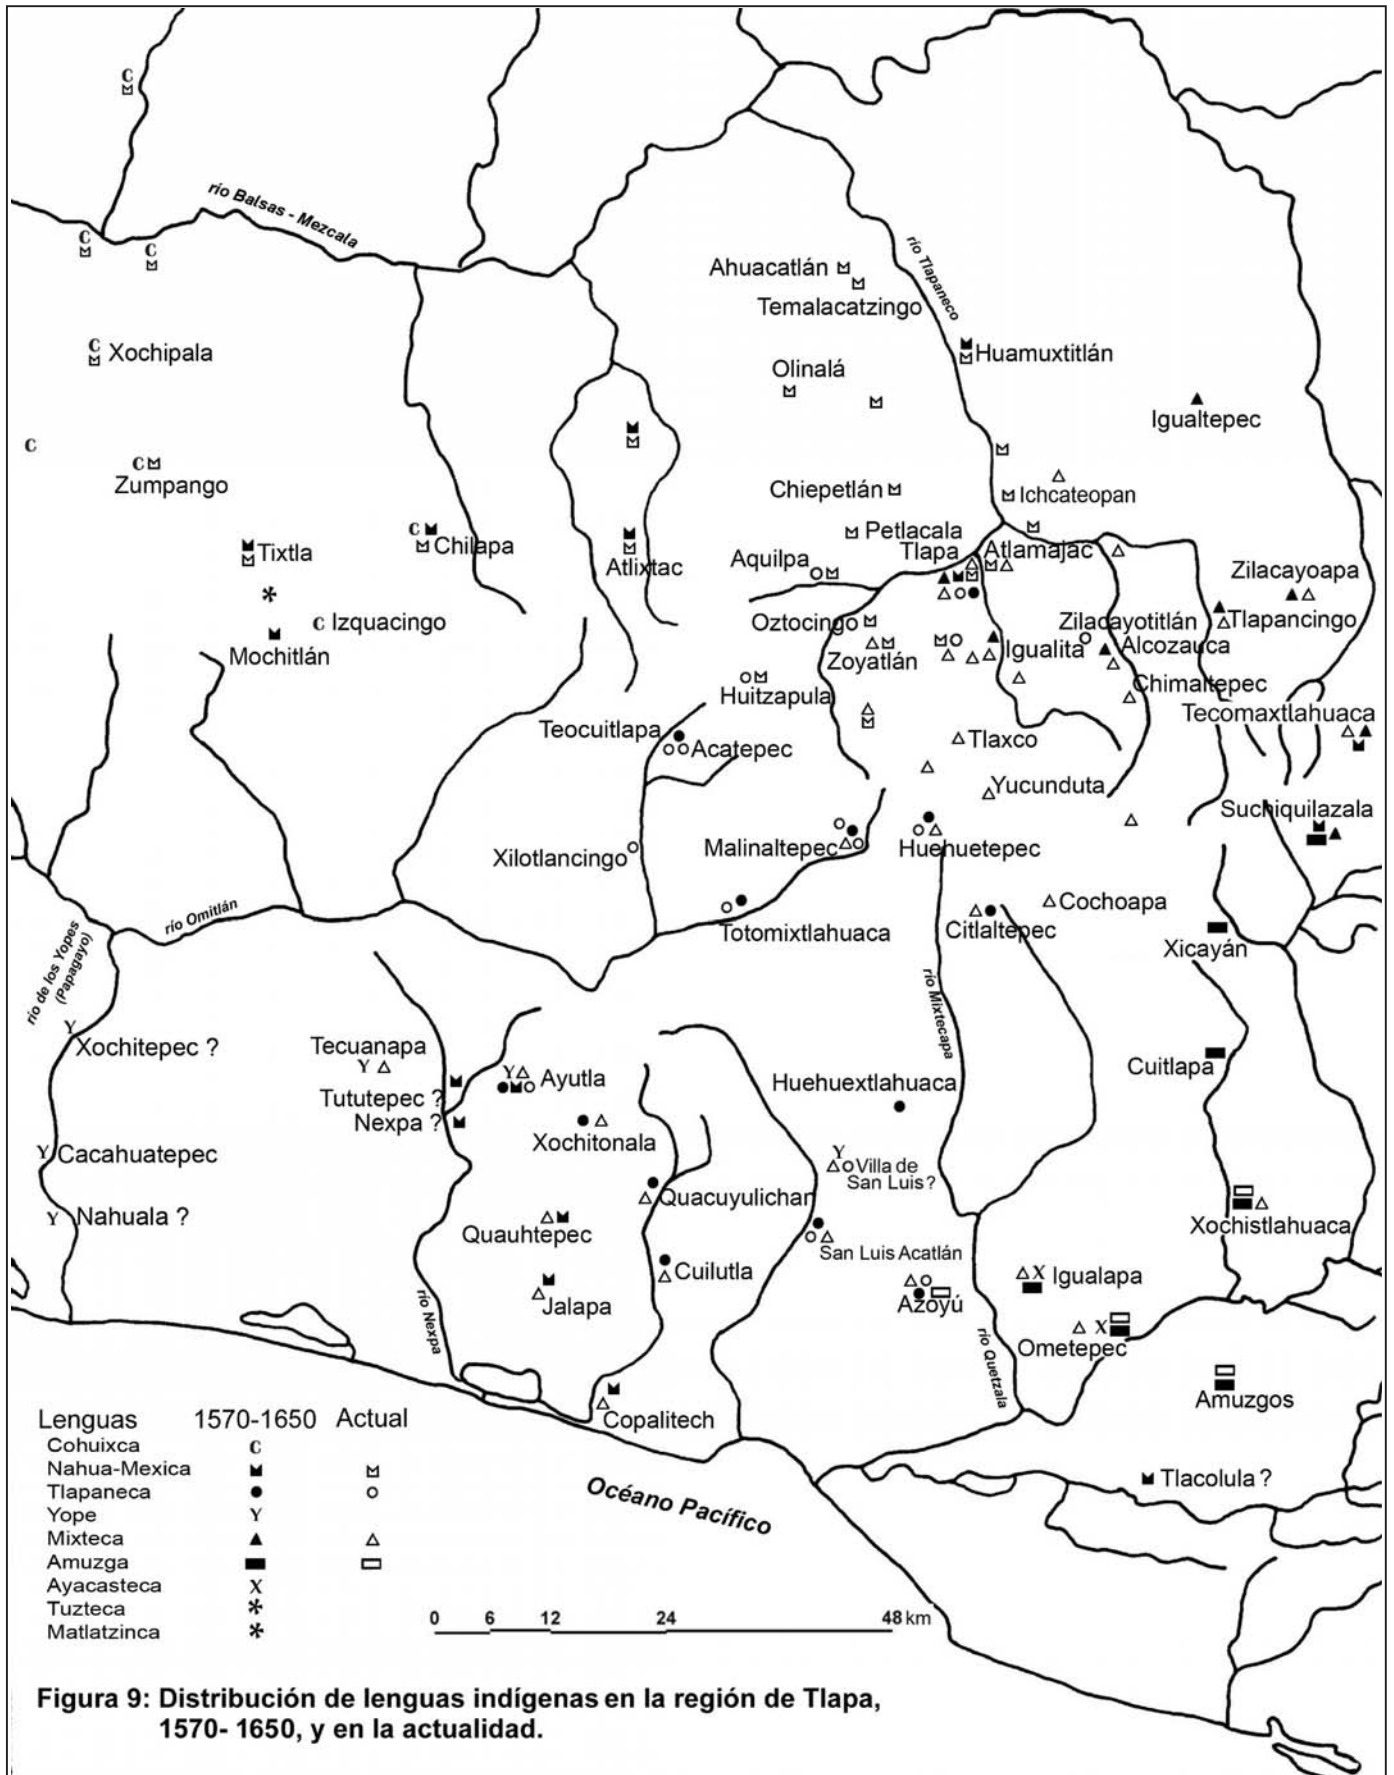 río Balsas - Mezcala
río Tlapaneco
Ahuacatlán
Temalacatzingo
Xochipala
Huamuxtitlán
Olinalá
Igualtepec
Zumpango
Chiepetlán
Ichcateopan
Tixtla
Chilapa
Atlixtac
Petlacala
Tlapa
Atlamajac
Aquilpa
Zilacayoapa
Izquacingo
Oztocingo
Zilacayotitlán
Tlapancingo
Mochitlán
Zoyatlán
Igualita
Alcozauca
Huitzapula
Chimaltepec
Teocuitlapa
Tecomaxtlahuaca
Acatepec
Tlaxco
Yucunduta
Suchiquilazala
Xilotlancingo
Malinaltepec
Huehuetepec
río Omitlán
Cochoapa
Totomixtlahuaca
Citlaltepec
Xicayán
río de los Yopes
(Papagayo)
río Mixtecapa
Y
Xochitepec ?
Tecuanapa
Y
Y
Ayutla
Cuitlapa
Tututepec ?
Huehuextlahuaca
Nexpa ?
Xochitonala
Y Cacahuatepec
Y
Villa de
San Luis ?
Quacuyulichan
Y Nahuala ?
Quauhtepec
Xochistlahuaca
San Luis Acatlán
Cuilutla
X Igualapa
Jalapa
Azoyú
río Nexpa
río Quetzala
X
Ometepec
Amuzgos
Copalitech
Tlacolula ?
Océano Pacífico
Lenguas 1570-1650 Actual
Cohuixca C
Nahua-Mexica
Tlapaneca
Yope Y
Mixteca
Amuzga
Ayacasteca X
Tuzteca *
Matlatzinca *
0 6 12 24 48 km
Figura 9: Distribución de lenguas indígenas en la región de Tlapa,
1570- 1650, y en la actualidad.